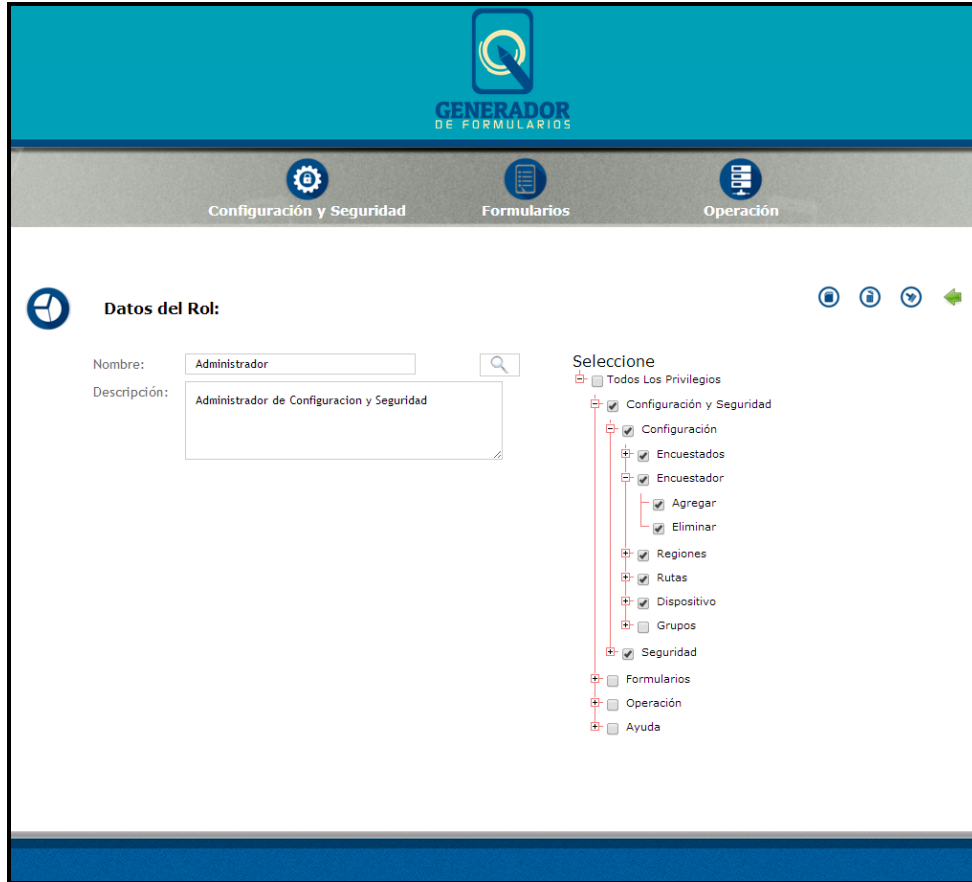 GENERADOR
DE FORMULARIOS
Configuración y Seguridad
Formularios
Operación
Datos del Rol:
Nombre:
Administrador
Descripción:
Administrador de Configuracion y Seguridad
Seleccione
Todos Los Privilegios
Configuración y Seguridad
Configuración
Encuestados
Encuestador
Agregar
Eliminar
Regiones
Rutas
Dispositivo
Grupos
Seguridad
Formularios
Operación
Ayuda